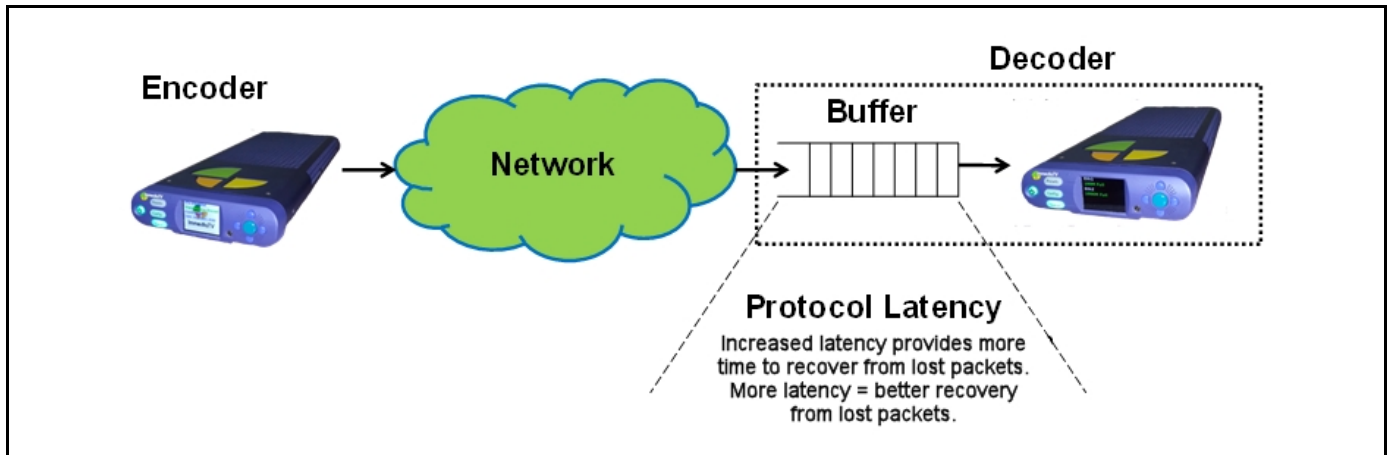 Encoder
Network
Decoder
Buffer
Protocol Latency
Increased latency provides more
time to recover from lost packets.
More latency = better recovery
from lost packets.